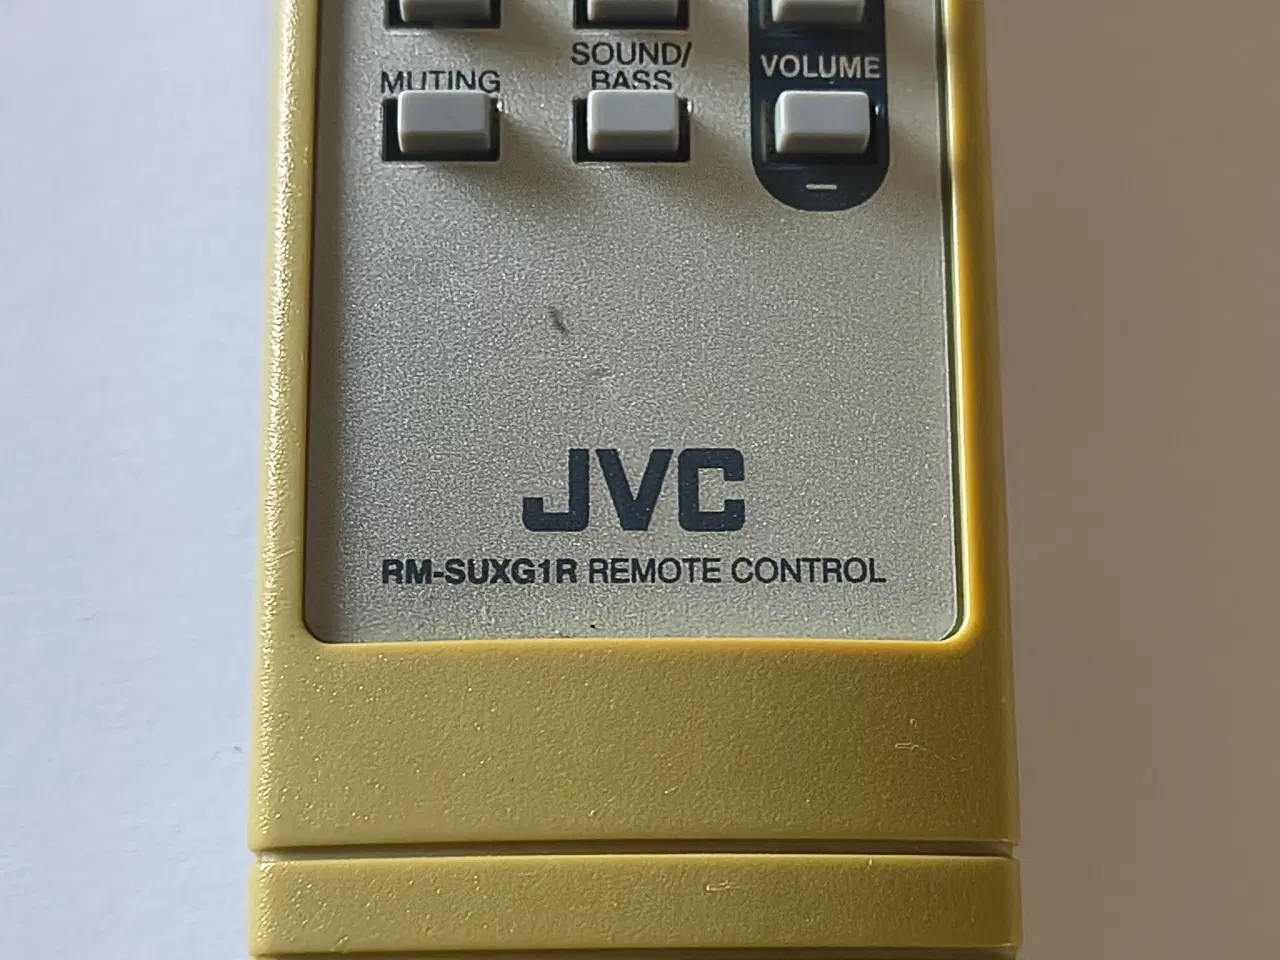 SOUND/
MUTING BASS VOLUME
–
JVC
RM-SUXG1R REMOTE CONTROL